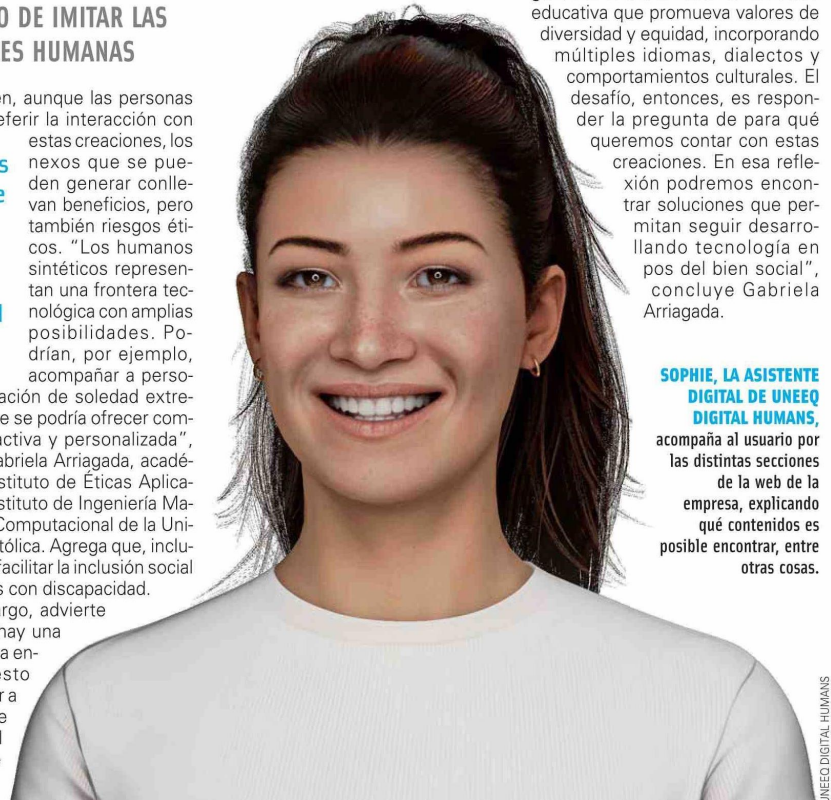 O DE IMITAR LAS
ES HUMANAS
en, aunque las personas
eferir la interacción con
estas creaciones, los
nexos que se pue-
den generar conlle-
van beneficios, pero
también riesgos éti-
cos. "Los humanos
sintéticos represen-
tan una frontera tec-
nológica con amplias
posibilidades. Po-
drían, por ejemplo,
acompañar a perso-
ación de soledad extre-
e se podría ofrecer com-
activa y personalizada",
abriela Arriagada, acadé-
stituto de Éticas Aplica-
stituto de Ingeniería Ma-
Computacional de la Uni-
tólica. Agrega que, inclu-
facilitar la inclusión social
s con discapacidad.
argo, advierte
hay una
a en-
esto
r a
e
s
e
l
educativa que promueva valores de
diversidad y equidad, incorporando
múltiples idiomas, dialectos y
comportamientos culturales. El
desafío, entonces, es respon-
der la pregunta de para qué
queremos contar con estas
creaciones. En esa refle-
xión podremos encon-
trar soluciones que per-
mitan seguir desarro-
llando tecnología en
pos del bien social",
concluye Gabriela
Arriagada.
SOPHIE, LA ASISTENTE
DIGITAL DE UNEEQ
DIGITAL HUMANS,
acompaña al usuario por
las distintas secciones
de la web de la
empresa, explicando
qué contenidos es
posible encontrar, entre
otras cosas.
UNEEQ DIGITAL HUMANS